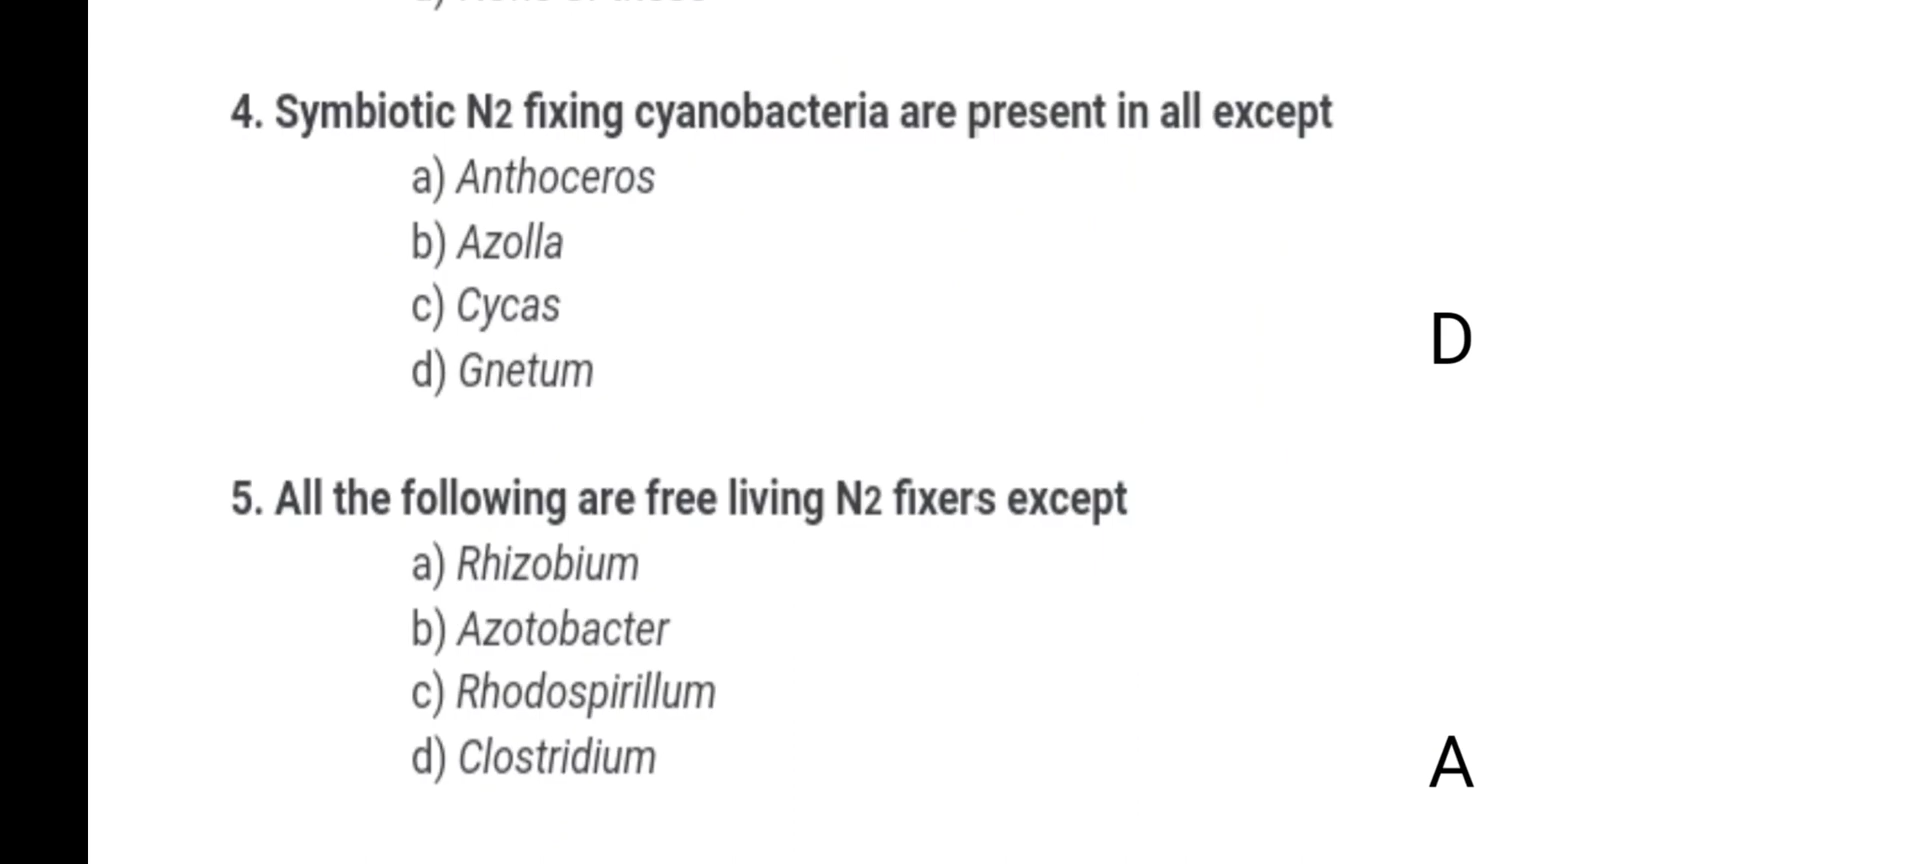 4. Symbiotic N2 fixing cyanobacteria are present in all except
a) Anthoceros
b) Azolla
c) Cycas
d) Gnetum
D
5. All the following are free living N2 fixers except
a) Rhizobium
b) Azotobacter
c) Rhodospirillum
d) Clostridium
A